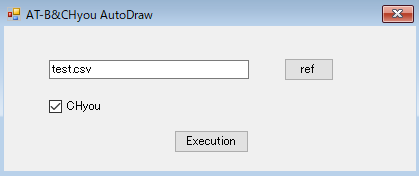 AT-B&CHyou AutoDraw
test.csv
ref
CHyou
Execution